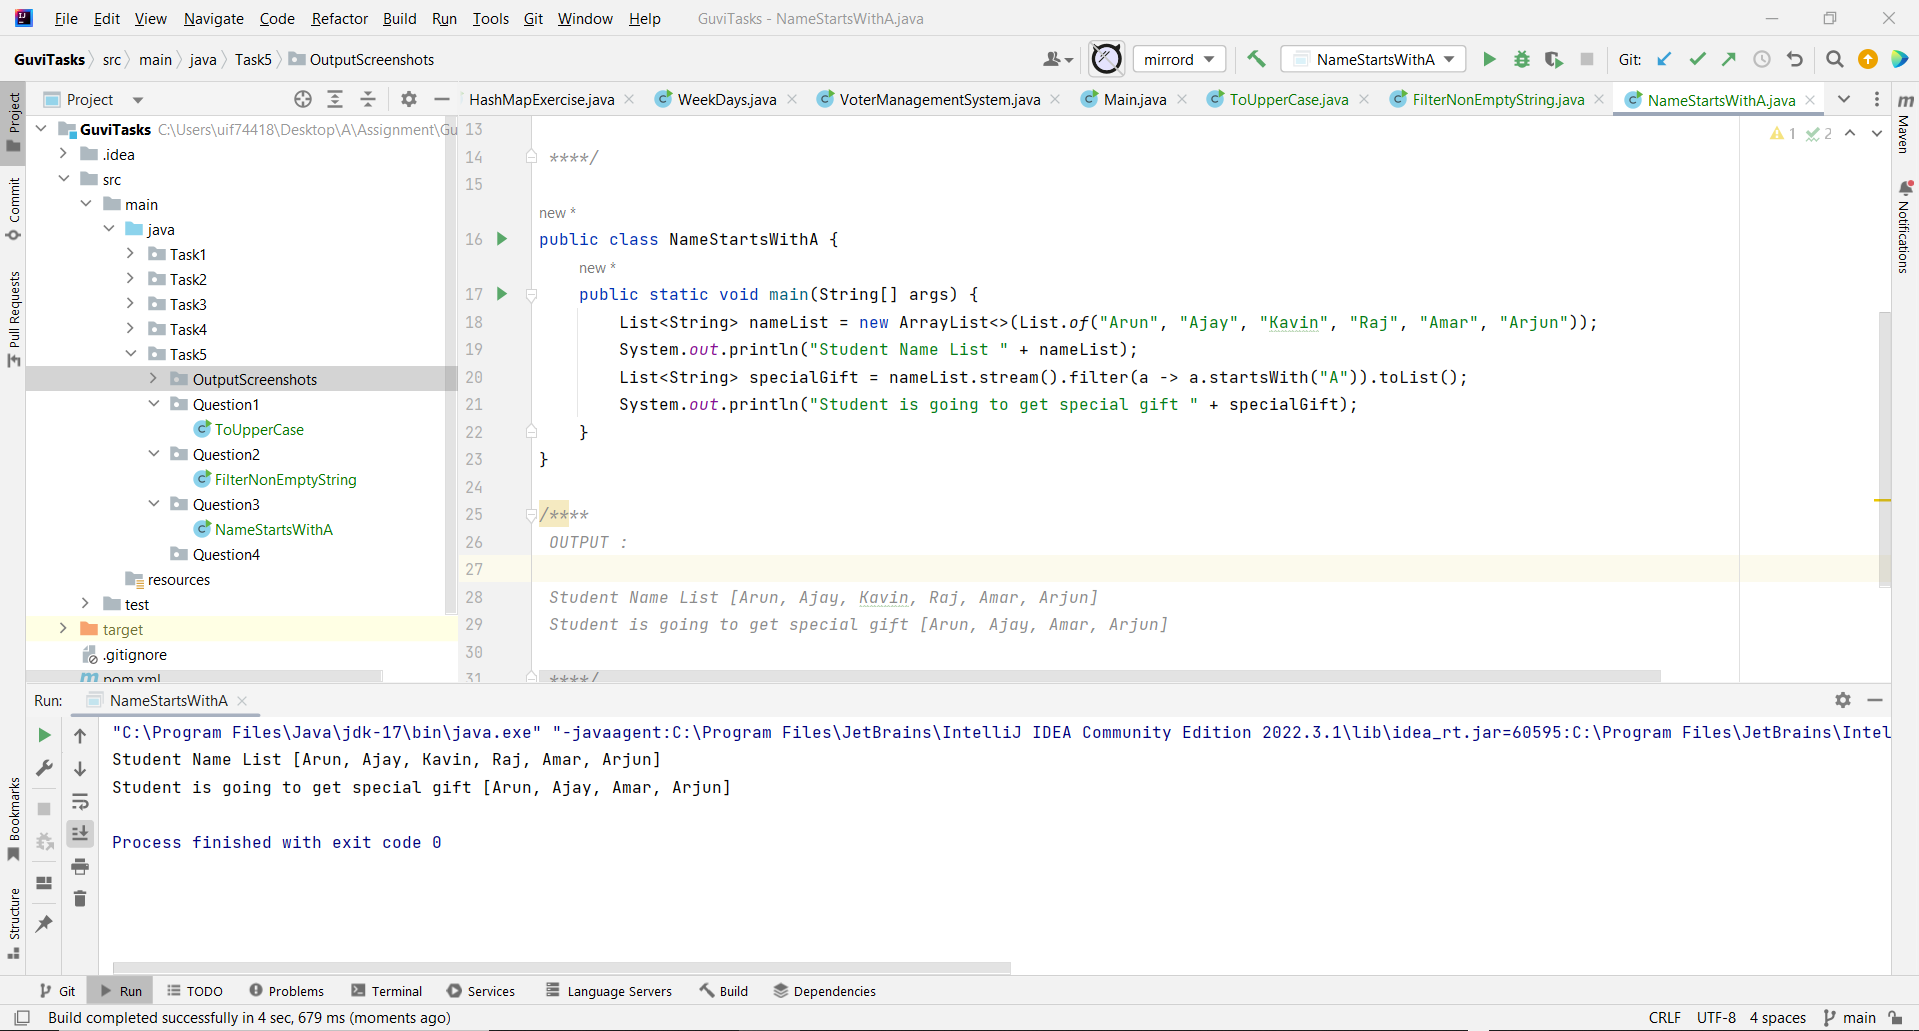 File Edit View Navigate Code Refactor Build Run Tools Git Window Help GuviTasks - NameStartsWithA.java
GuviTasks src main java Task5 OutputScreenshots mirrord NameStartsWithA Git:
Project HashMapExercise.java WeekDays.java VoterManagementSystem.java Main.java ToUpperCase.java FilterNonEmptyString.java NameStartsWithA.java
Project
Commit
Pull Requests
Bookmarks
Structure
GuviTasks C:\Users\uif74418\Desktop\A\Assignment\Gu
.idea
src
main
java
Task1
Task2
Task3
Task4
Task5
OutputScreenshots
Question1
ToUpperCase
Question2
FilterNonEmptyString
Question3
NameStartsWithA
Question4
resources
test
target
.gitignore
pom.xml
1 2
13
14 ****/
15
new *
16 public class NameStartsWithA {
new *
17 public static void main(String[] args) {
18 List<String> nameList = new ArrayList<>(List.of("Arun", "Ajay", "Kavin", "Raj", "Amar", "Arjun"));
19 System.out.println("Student Name List " + nameList);
20 List<String> specialGift = nameList.stream().filter(a -> a.startsWith("A")).toList();
21 System.out.println("Student is going to get special gift " + specialGift);
22 }
23 }
24
25 /****
26 OUTPUT :
27
28 Student Name List [Arun, Ajay, Kavin, Raj, Amar, Arjun]
29 Student is going to get special gift [Arun, Ajay, Amar, Arjun]
30
31 ****/
m
Maven
Notifications
Run: NameStartsWithA
"C:\Program Files\Java\jdk-17\bin\java.exe" "-javaagent:C:\Program Files\JetBrains\IntelliJ IDEA Community Edition 2022.3.1\lib\idea_rt.jar=60595:C:\Program Files\JetBrains\Intel
Student Name List [Arun, Ajay, Kavin, Raj, Amar, Arjun]
Student is going to get special gift [Arun, Ajay, Amar, Arjun]
Process finished with exit code 0
Git Run TODO Problems Terminal Services Language Servers Build Dependencies
Build completed successfully in 4 sec, 679 ms (moments ago) CRLF UTF-8 4 spaces main